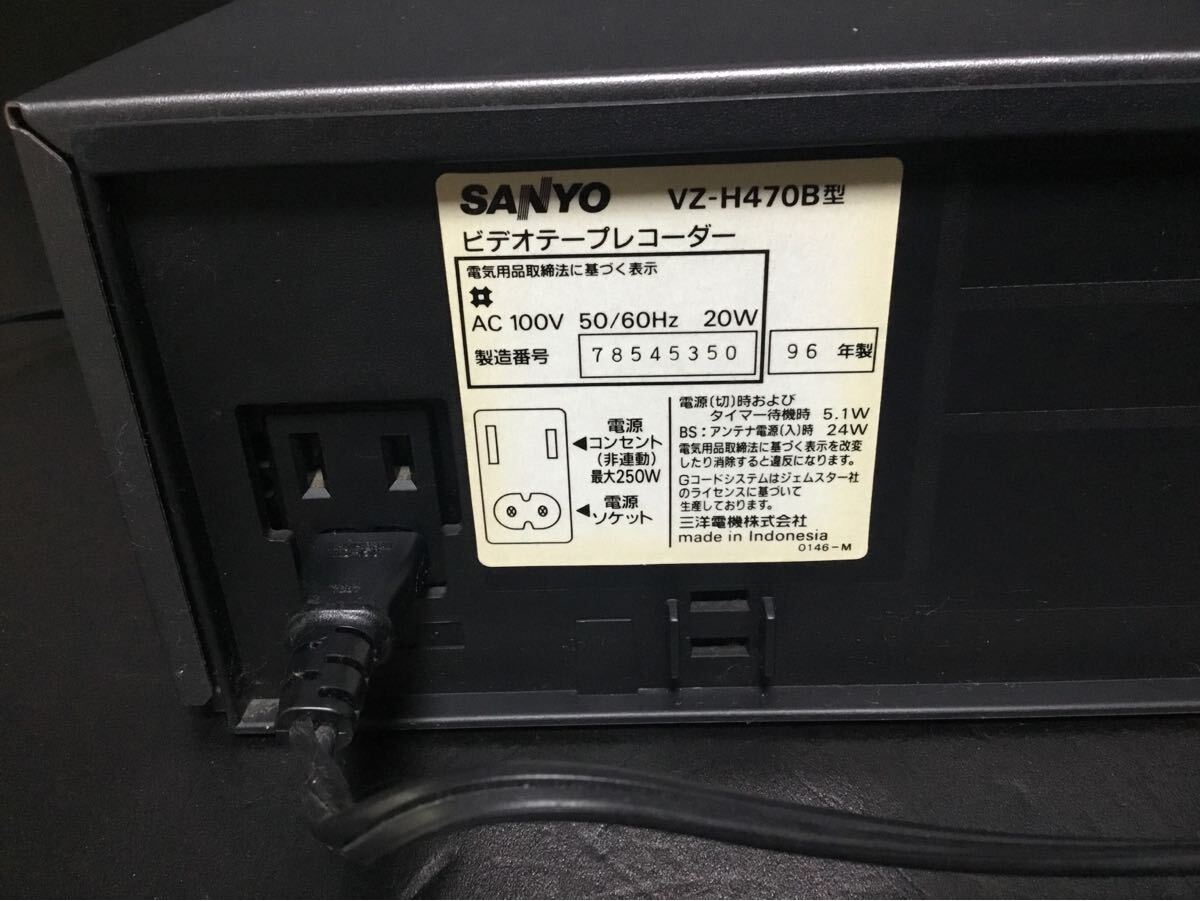 SANYO VZ-H470B型
ビデオテープレコーダー
電気用品取締法に基づく表示
AC 100V 50/60Hz 20W
製造番号 78545350 96 年製
電源
コンセント
(非連動)
最大250W
電源
ソケット
電源(切)時および
タイマー待機時 5.1W
BS:アンテナ電源(入)時 24W
電気用品取締法に基づく表示を改変
したり消除すると違反になります。
Gコードシステムはジェムスター社
のライセンスに基づいて
生産しております。
三洋電機株式会社
made in Indonesia
0146-M